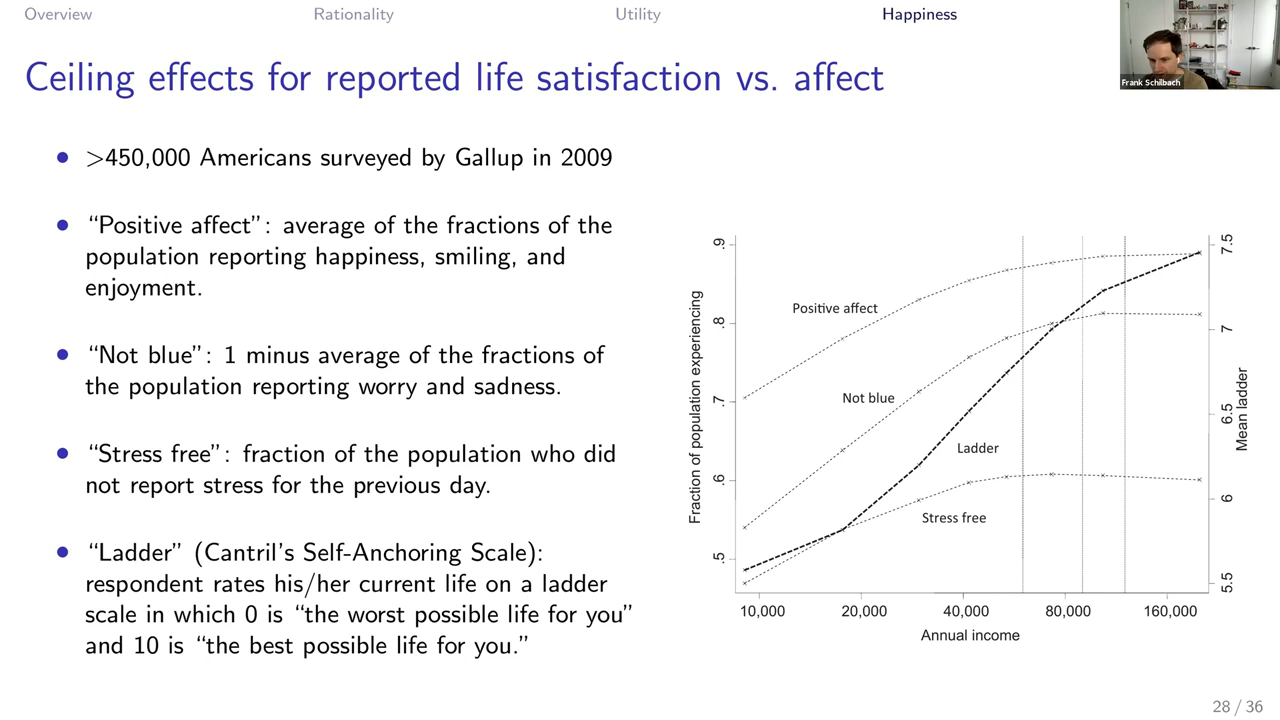 Overview Rationality Utility Happiness
Frank Schilbach
Ceiling effects for reported life satisfaction vs. affect
• >450,000 Americans surveyed by Gallup in 2009
• “Positive affect”: average of the fractions of the
population reporting happiness, smiling, and
enjoyment.
• “Not blue”: 1 minus average of the fractions of
the population reporting worry and sadness.
• “Stress free”: fraction of the population who did
not report stress for the previous day.
• “Ladder” (Cantril’s Self-Anchoring Scale):
respondent rates his/her current life on a ladder
scale in which 0 is “the worst possible life for you”
and 10 is “the best possible life for you.”
Fraction of population experiencing
.9
.8
.7
.6
.5
Positive affect
Not blue
Ladder
Stress free
7.5
7
6.5
6
5.5
Mean ladder
10,000 20,000 40,000 80,000 160,000
Annual income
28 / 36